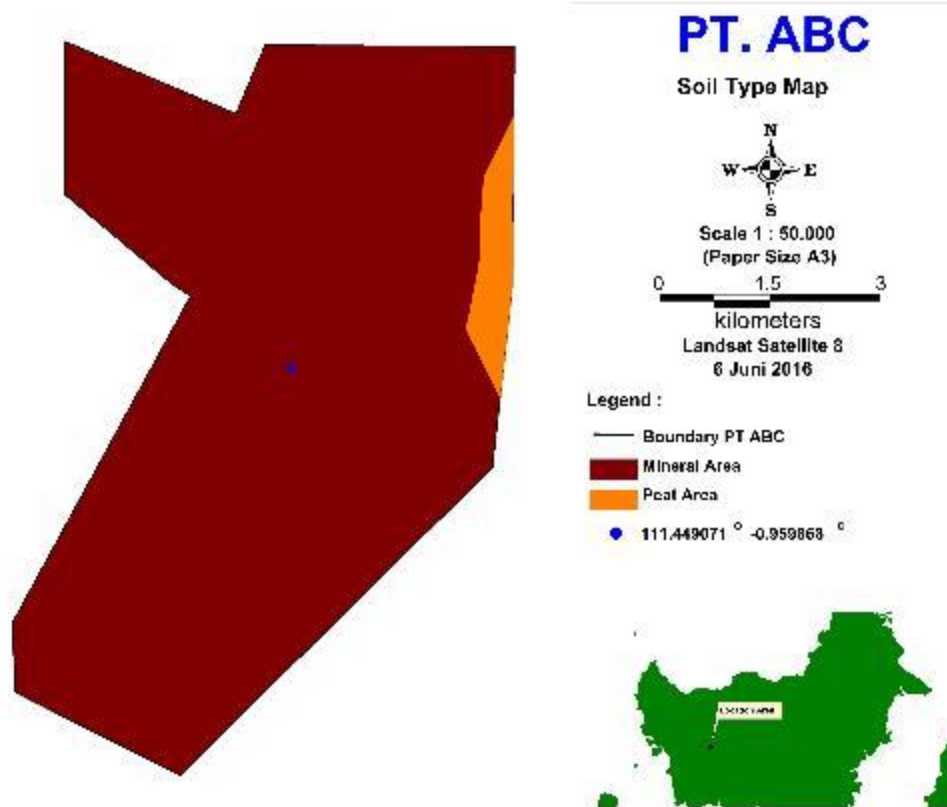 PT. ABC
Soil Type Map
N
W E
S
Scale 1 : 50.000
(Paper Size A3)
0 1.5 3
kilometers
Landsat Satellite 8
6 Juni 2016
Legend :
Boundary PT ABC
Mineral Area
Peat Area
111.449071 ° -0.959868 °